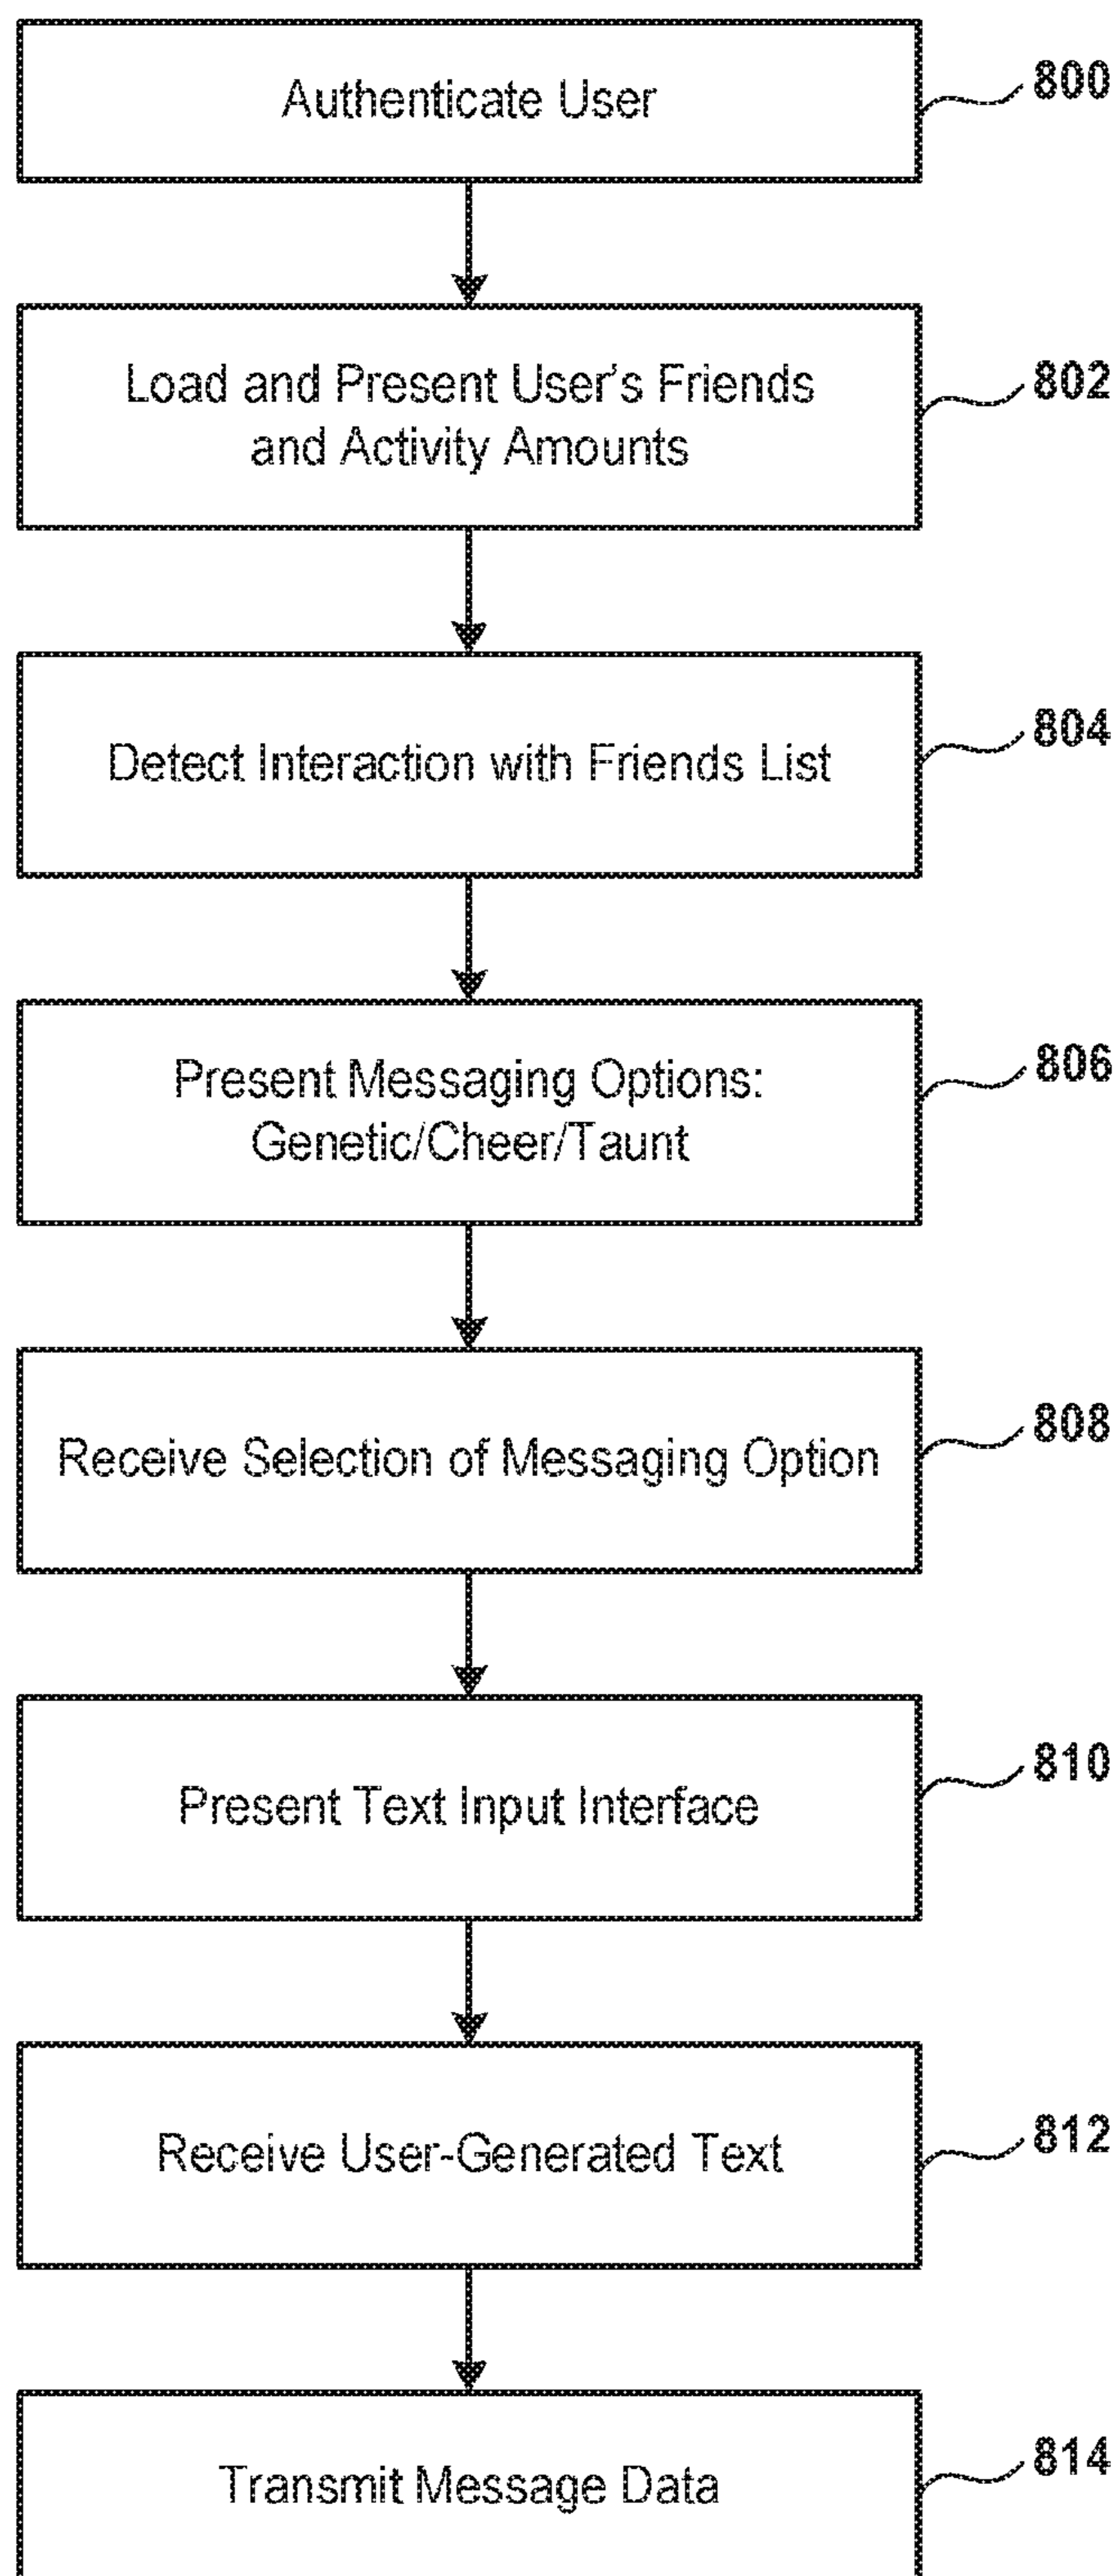 Authenticate User
800
Load and Present User's Friends
and Activity Amounts
802
Detect Interaction with Friends List
804
Present Messaging Options:
Genetic/Cheer/Taunt
806
Receive Selection of Messaging Option
808
Present Text Input Interface
810
Receive User-Generated Text
812
Transmit Message Data
814